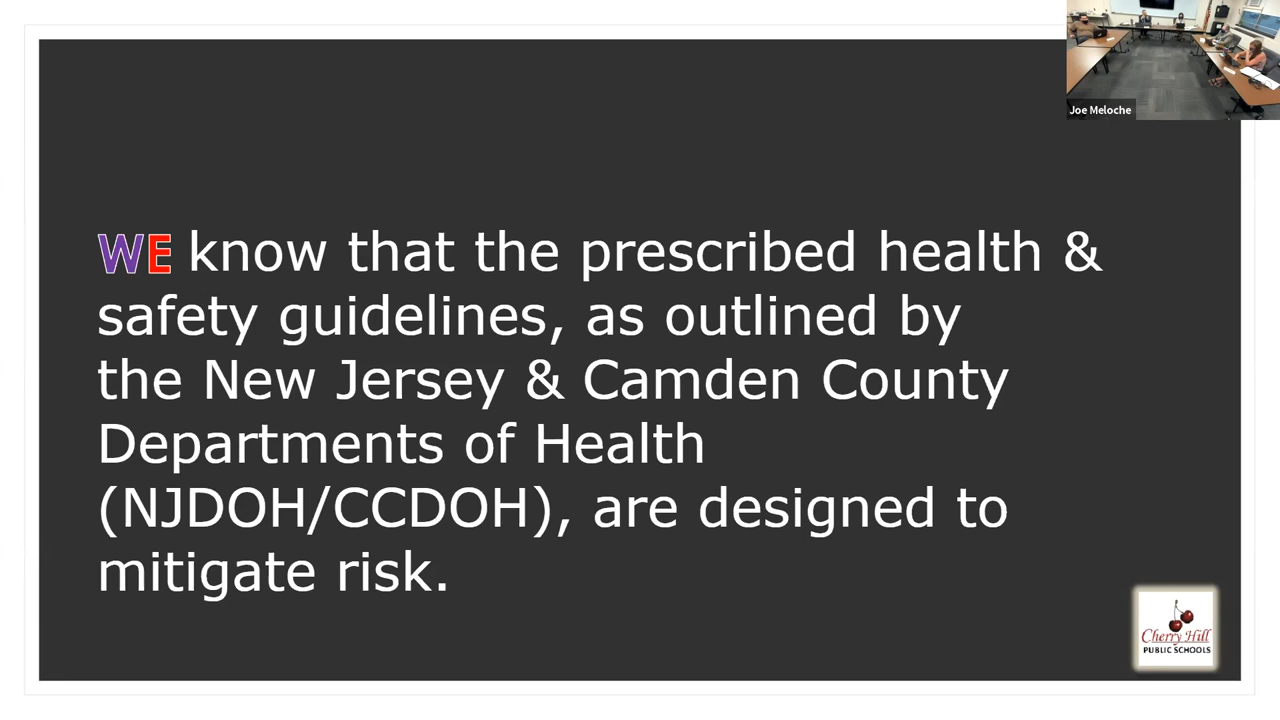 Joe Meloche
WE know that the prescribed health &
safety guidelines, as outlined by
the New Jersey & Camden County
Departments of Health
(NJDOH/CCDOH), are designed to
mitigate risk.
Cherry Hill
PUBLIC SCHOOLS